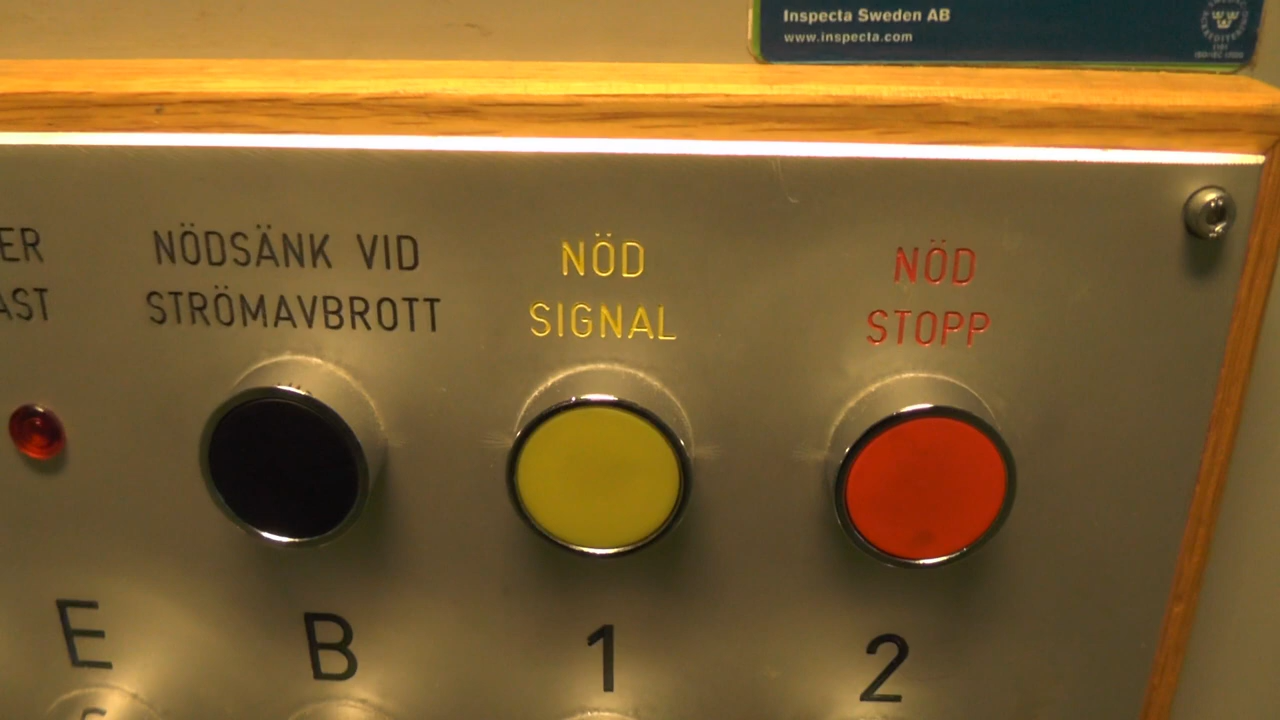 Inspecta Sweden AB
www.inspecta.com
NÖDSÄNK VID
STRÖMAVBROTT
NÖD
SIGNAL
NÖD
STOPP
ER
AST
E
B
1
2